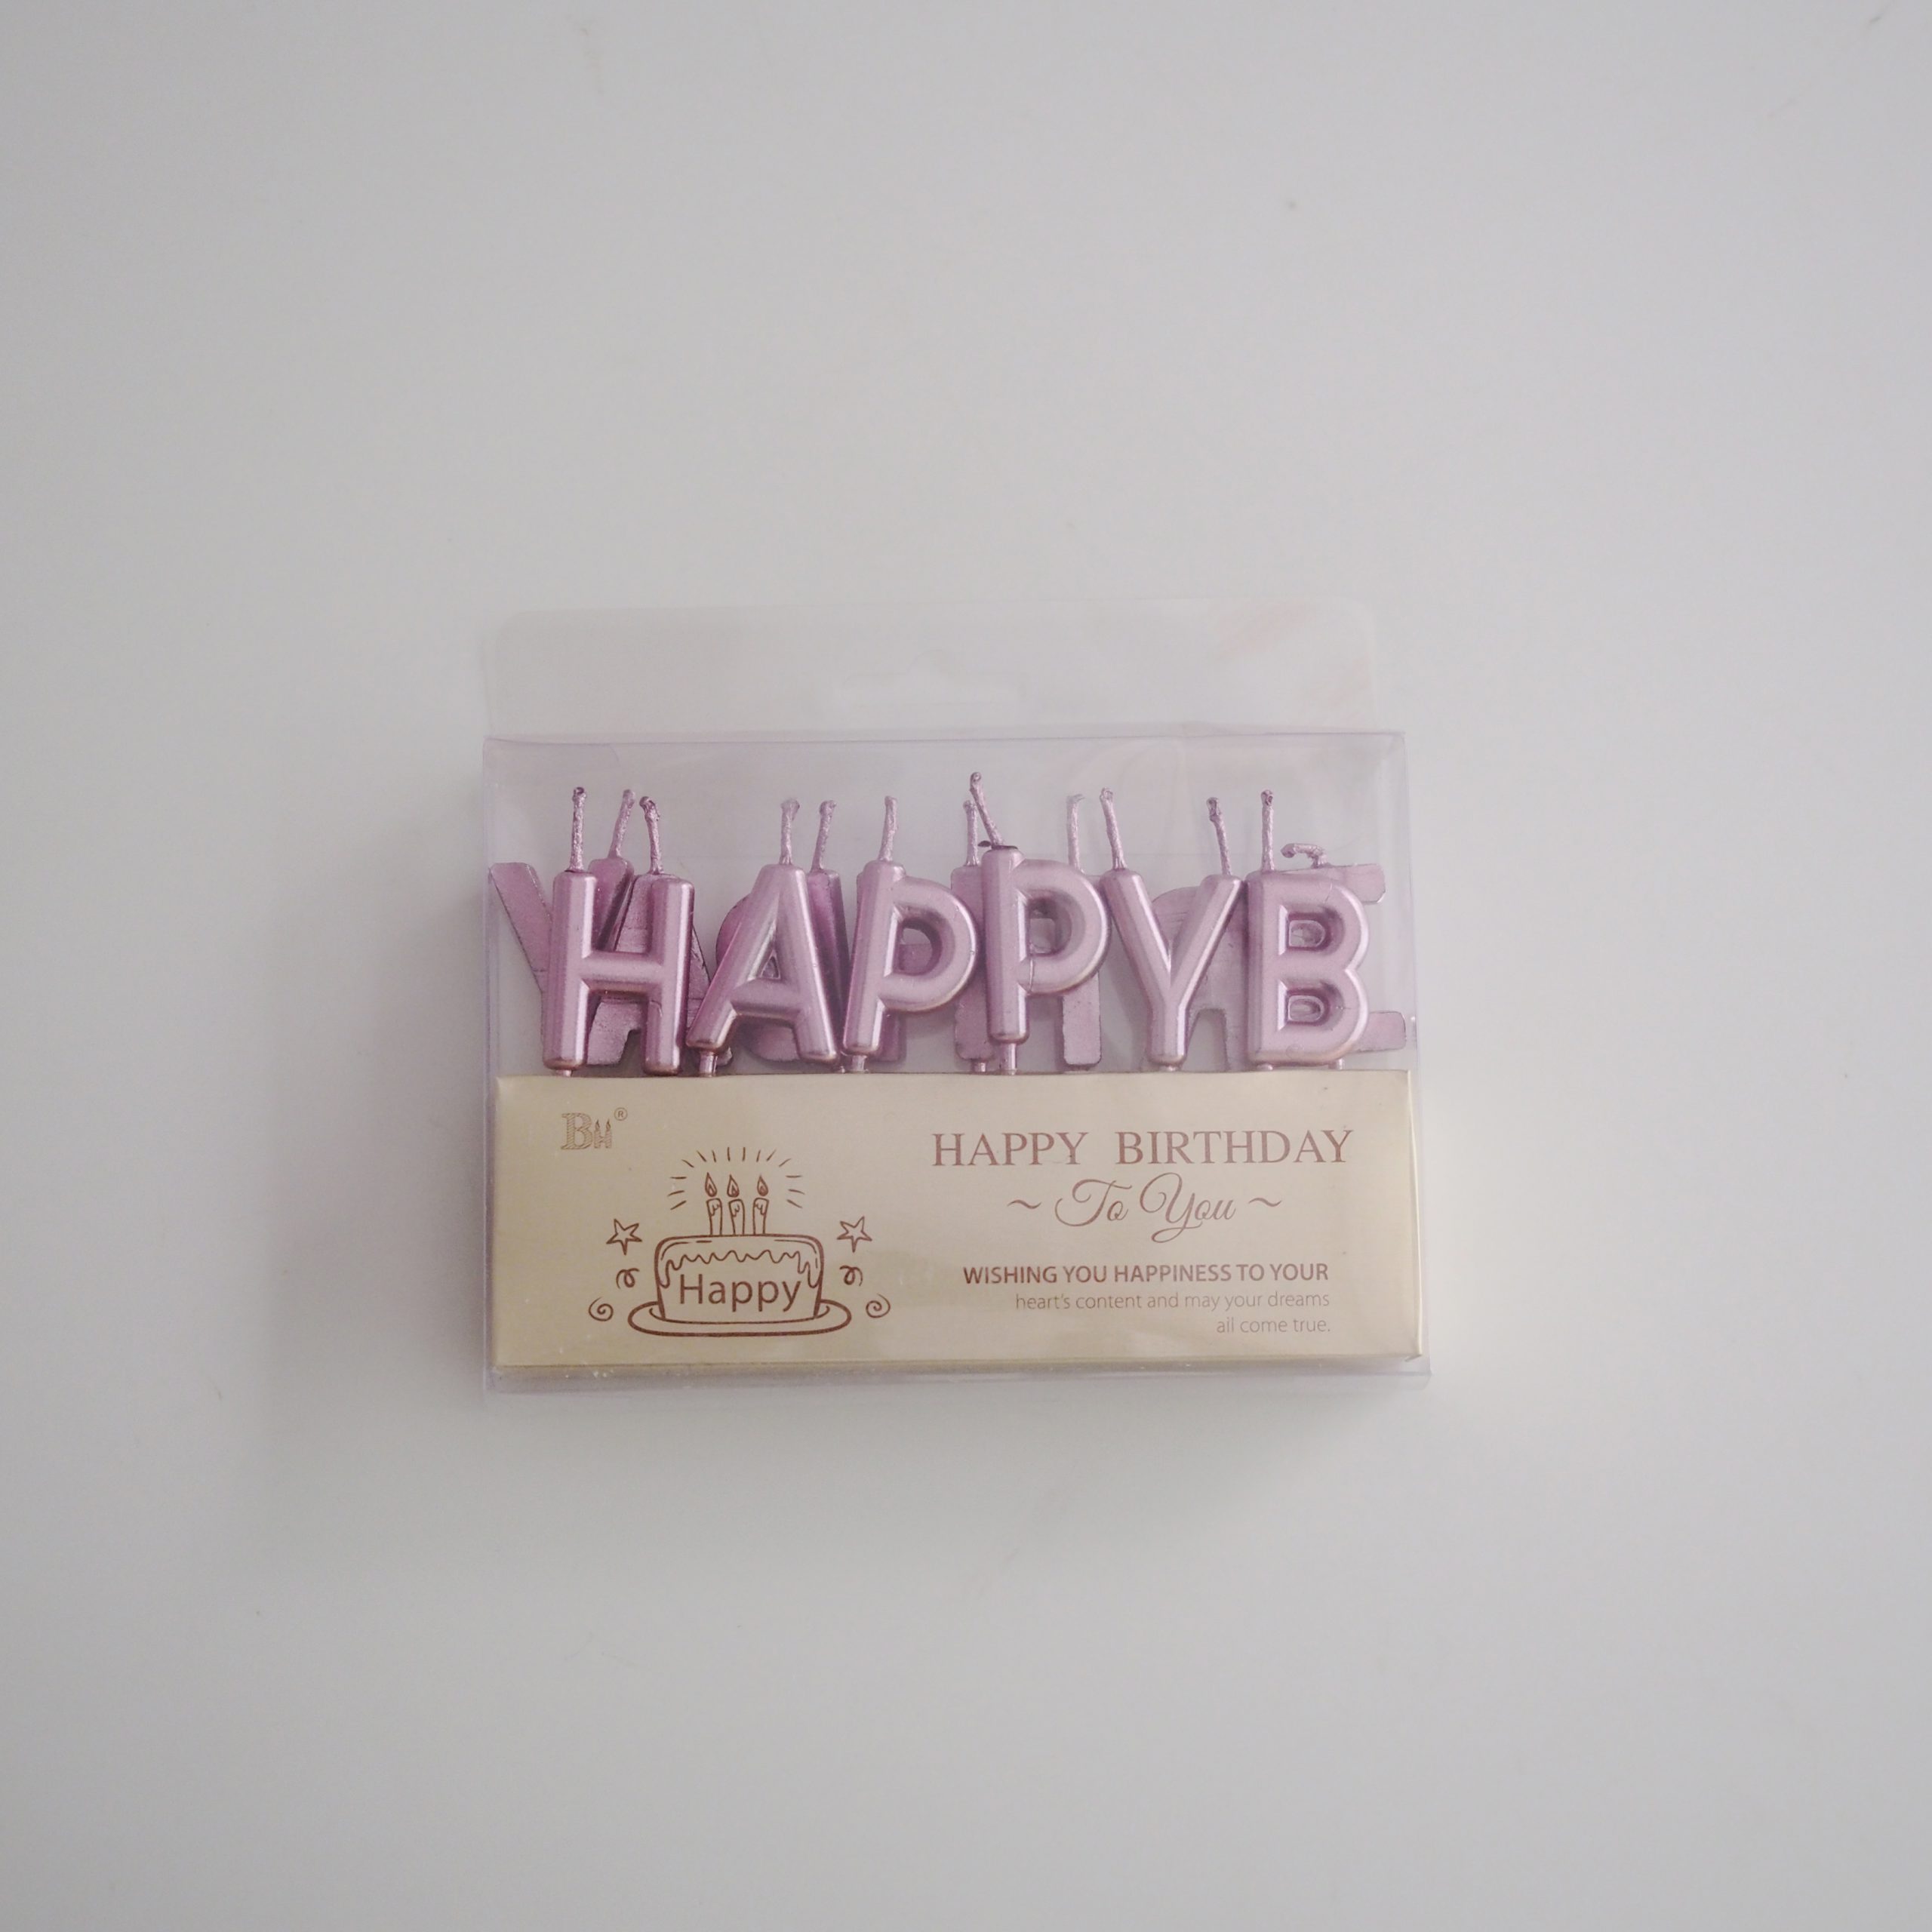 HAPPYB
BH®
Happy
HAPPY BIRTHDAY
~ To You ~
WISHING YOU HAPPINESS TO YOUR
heart's content and may your dreams
all come true.